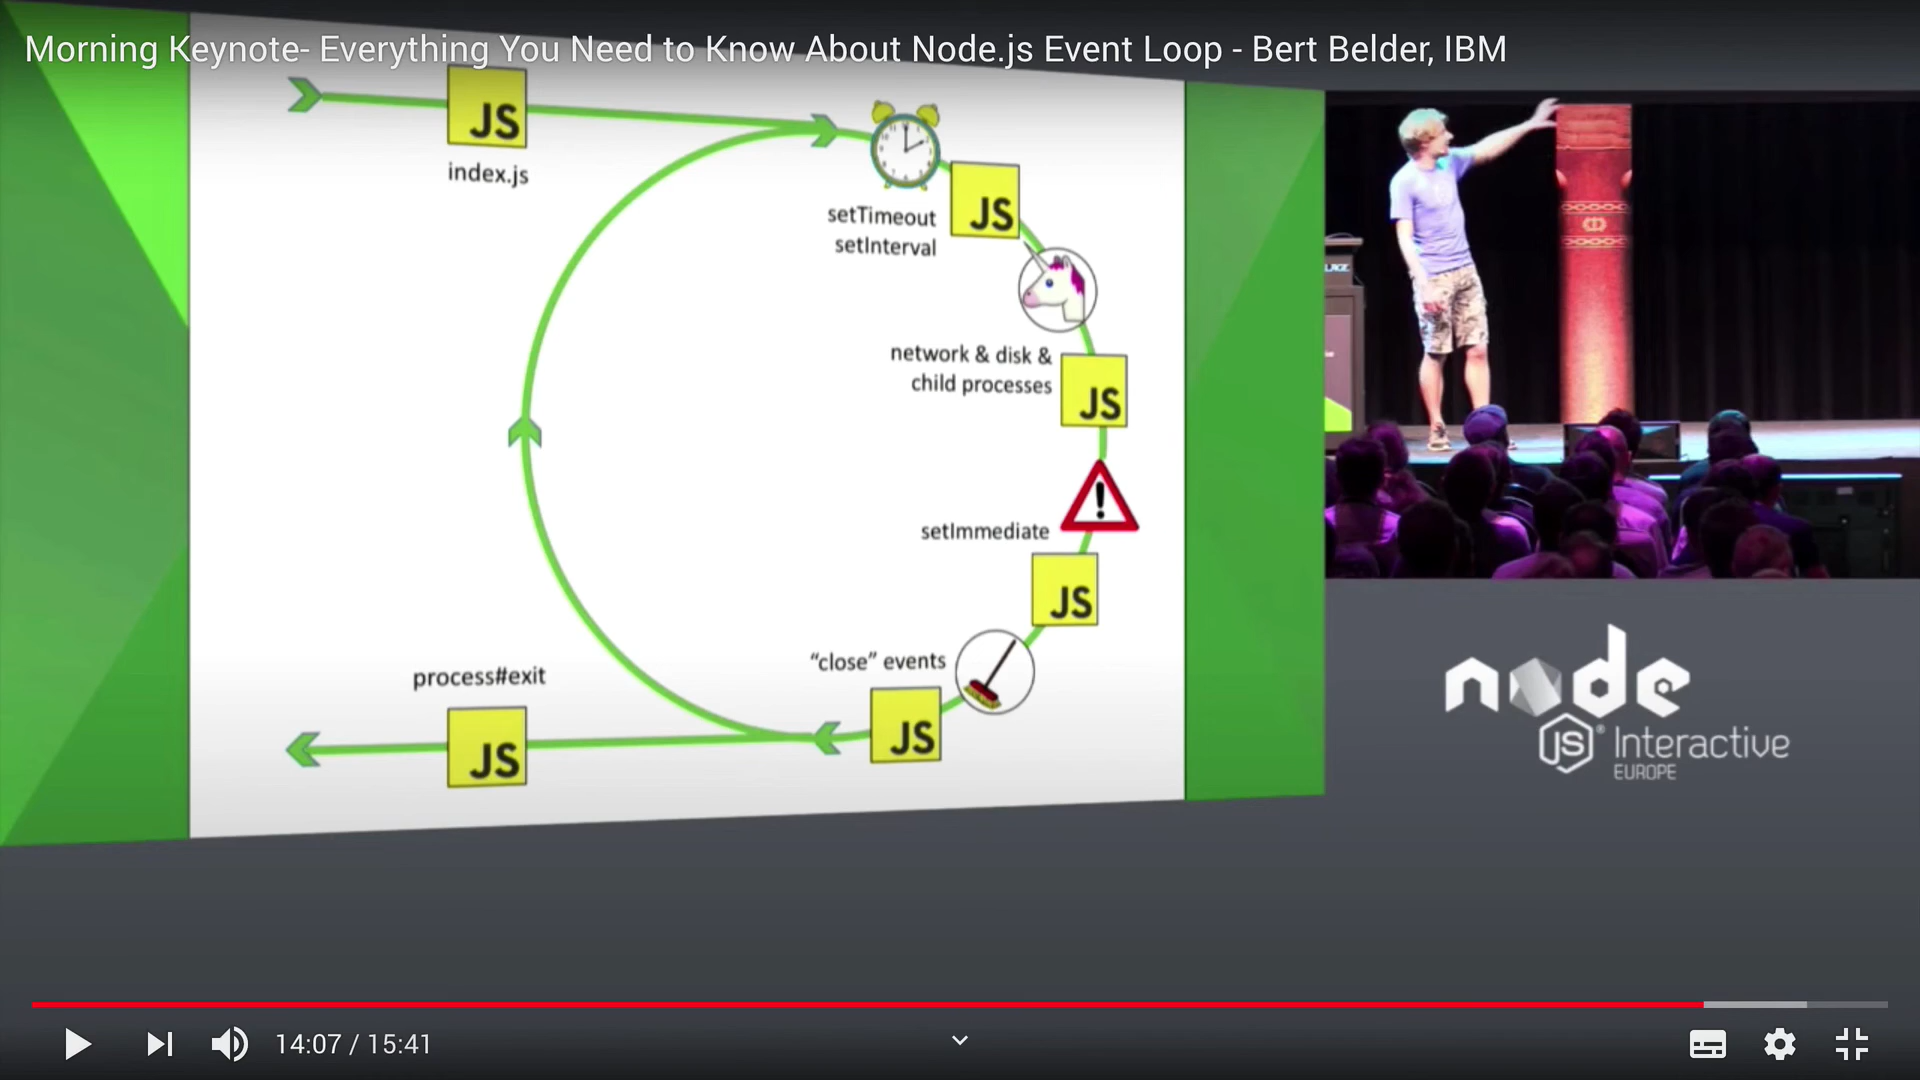 Morning Keynote- Everything You Need to Know About Node.js Event Loop - Bert Belder, IBM
JS
index.js
setTimeout
setInterval
JS
network & disk &
child processes
JS
setImmediate
JS
"close" events
JS
process#exit
JS
node
JS® Interactive
EUROPE
14:07 / 15:41